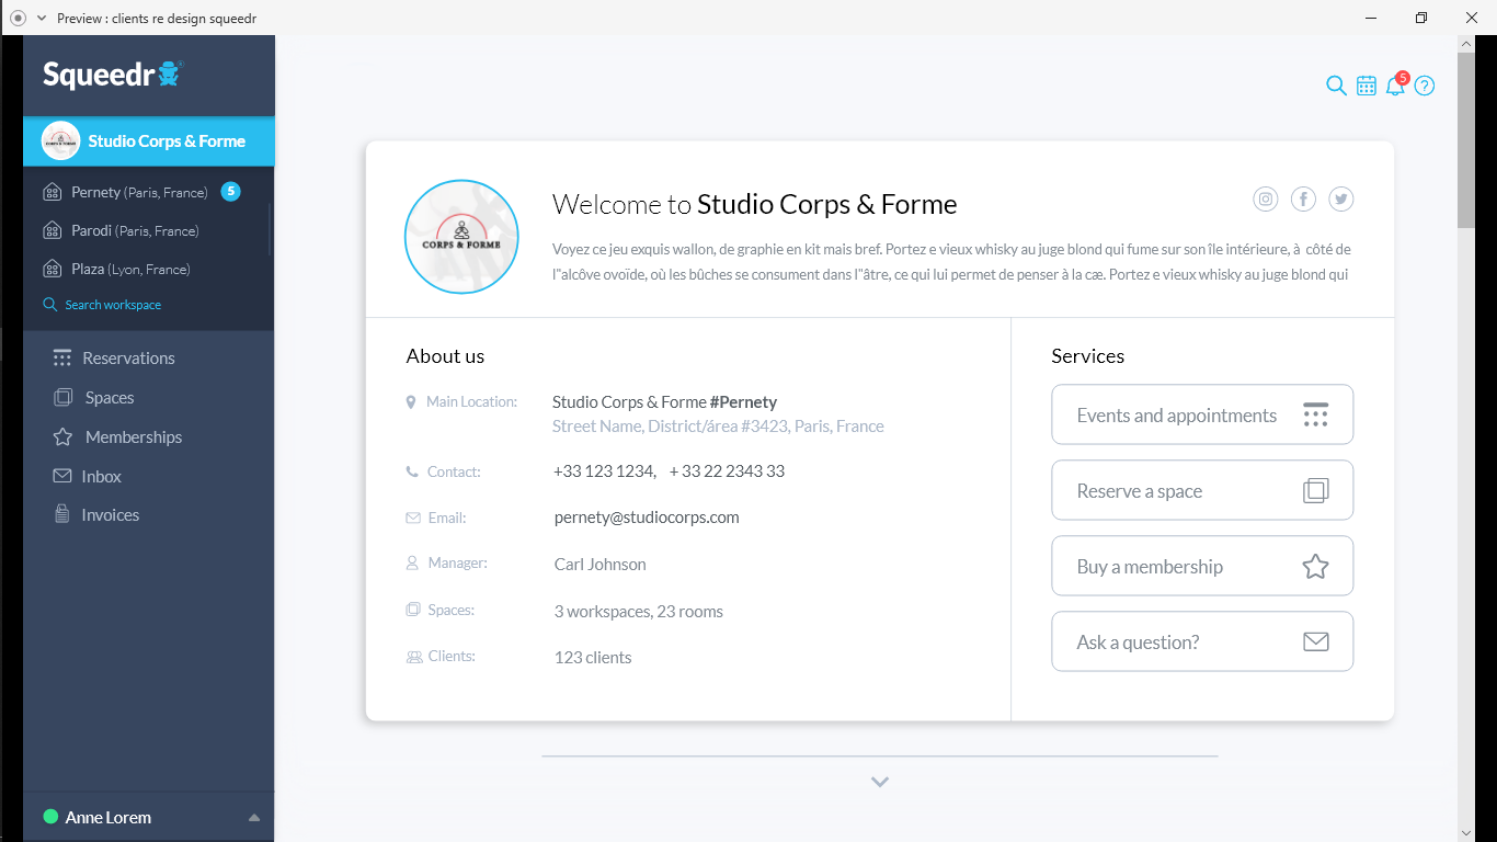 Preview : clients re design squeedr
Squeedr
5
Studio Corps & Forme
Pernety (Paris, France) 5
Parodi (Paris, France)
Plaza (Lyon, France)
Search workspace
Reservations
Spaces
Memberships
Inbox
Invoices
Anne Lorem
CORPS & FORME
Welcome to Studio Corps & Forme
Voyez ce jeu exquis wallon, de graphie en kit mais bref. Portez e vieux whisky au juge blond qui fume sur son île intérieure, à côté de
l"alcôve ovoïde, où les bûches se consument dans l"âtre, ce qui lui permet de penser à la cæ. Portez e vieux whisky au juge blond qui
About us
Main Location: Studio Corps & Forme #Pernety
Street Name, District/área #3423, Paris, France
Contact: +33 123 1234, + 33 22 2343 33
Email: pernety@studiocorps.com
Manager: Carl Johnson
Spaces: 3 workspaces, 23 rooms
Clients: 123 clients
Services
Events and appointments
Reserve a space
Buy a membership
Ask a question?